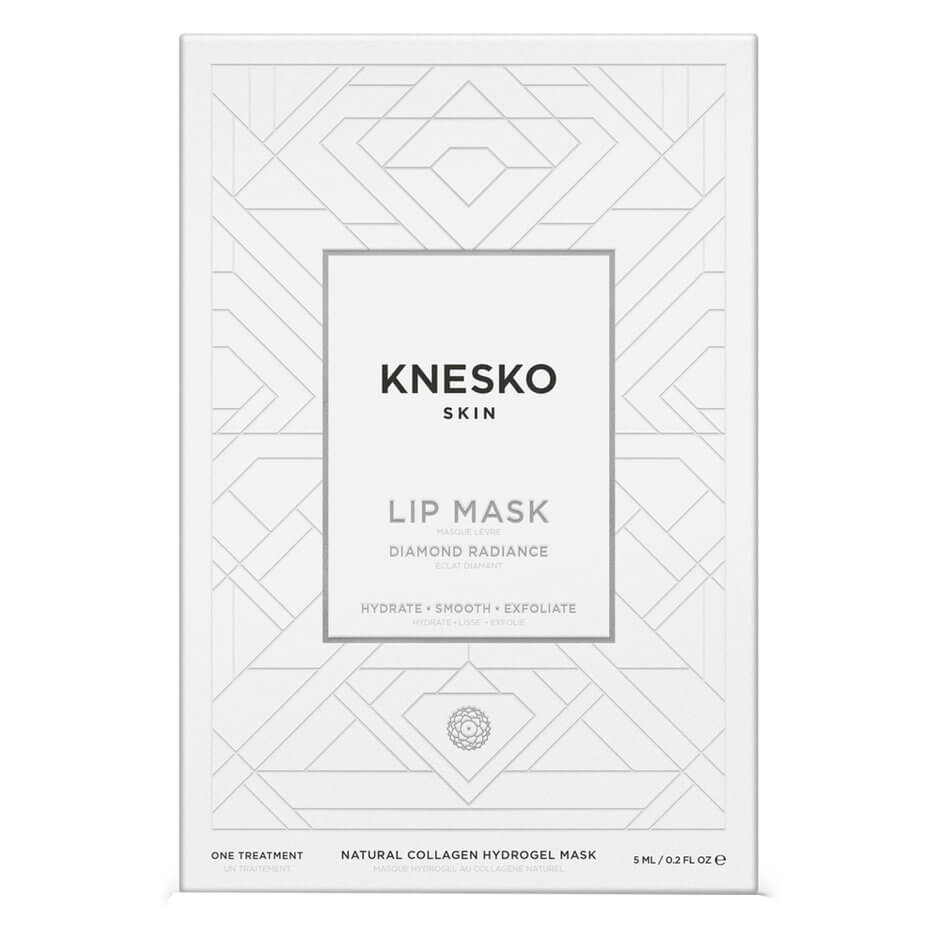 KNESKO
SKIN
LIP MASK
MASQUE LÈVRE
DIAMOND RADIANCE
ÉCLAT DIAMANT
HYDRATE • SMOOTH • EXFOLIATE
HYDRATE • LISSE • EXFOLIE
ONE TREATMENT
UN TRAITEMENT
NATURAL COLLAGEN HYDROGEL MASK
MASQUE HYDROGEL AU COLLAGÈNE NATUREL
5 ML / 0.2 FL OZ ℮